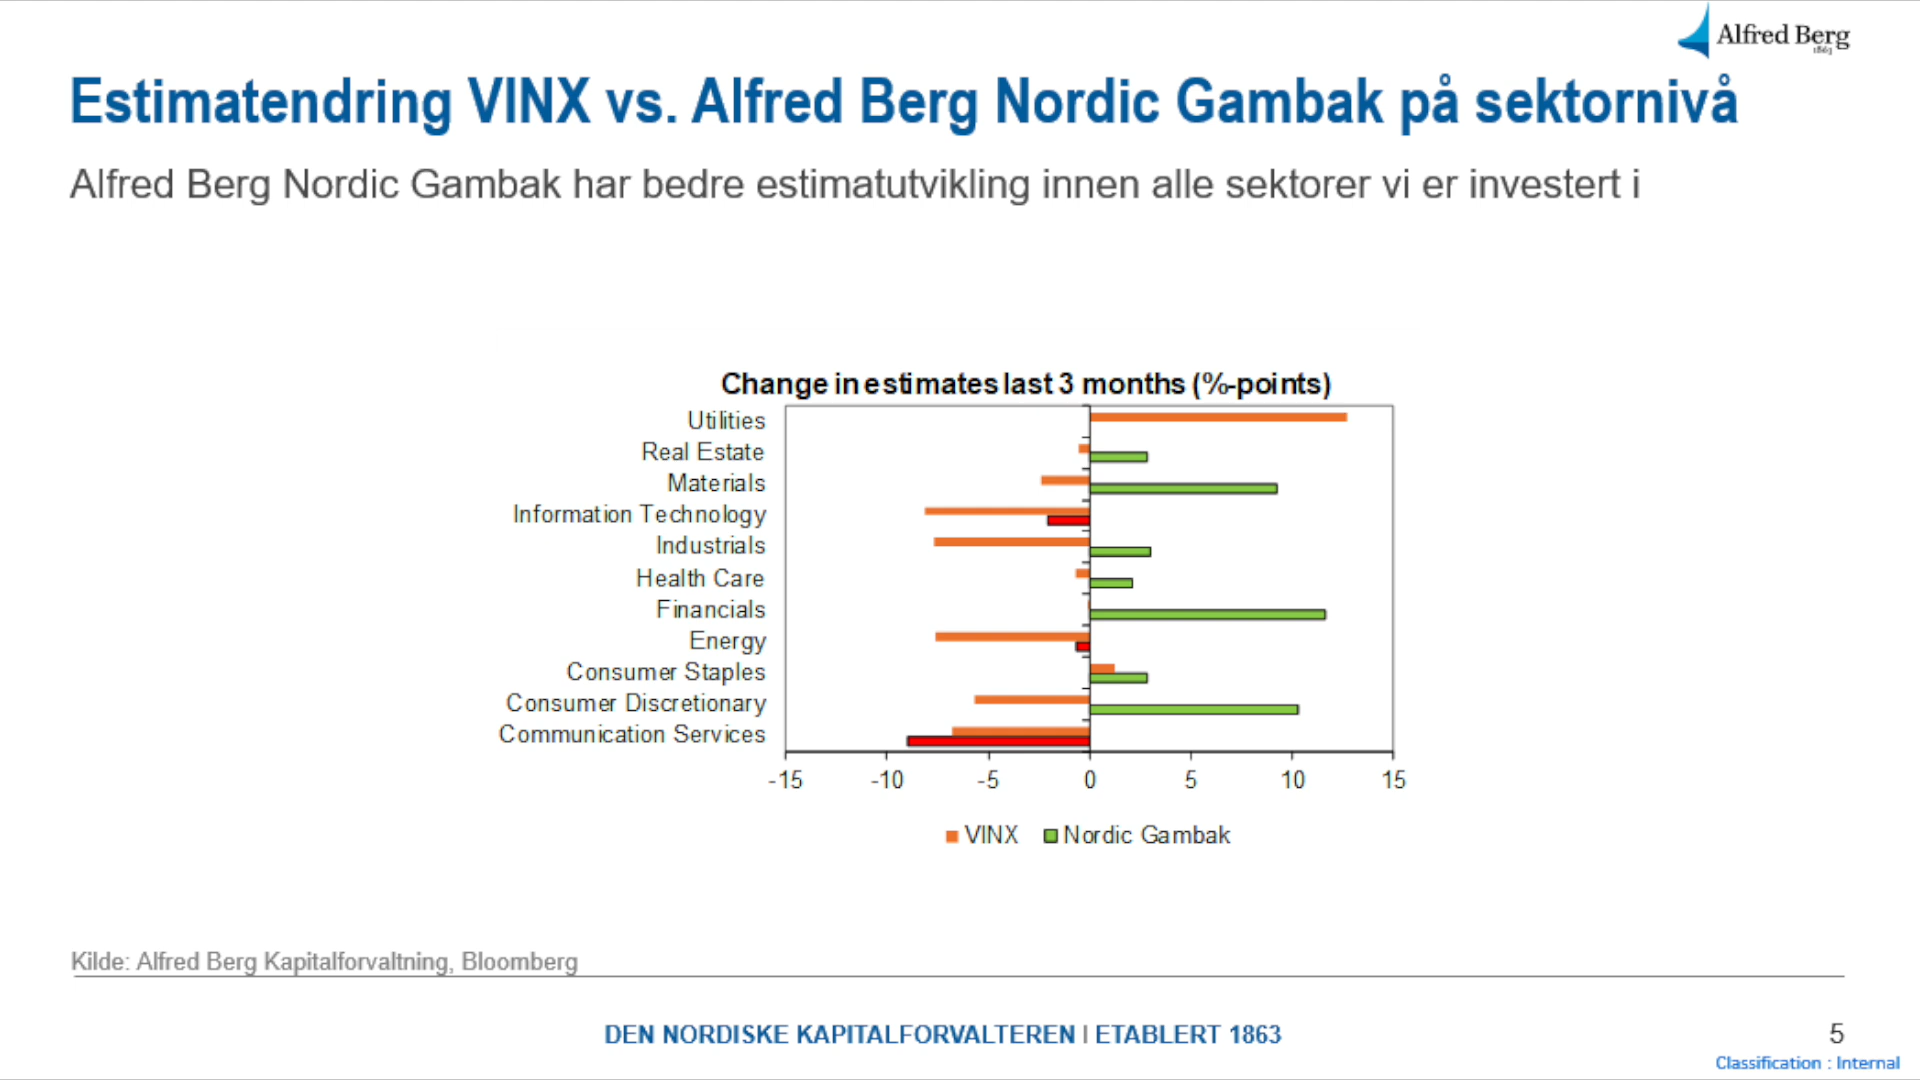 Alfred Berg
1863
Estimatendring VINX vs. Alfred Berg Nordic Gambak på sektornivå
Alfred Berg Nordic Gambak har bedre estimatutvikling innen alle sektorer vi er investert i
Change in estimates last 3 months (%-points)
Utilities
Real Estate
Materials
Information Technology
Industrials
Health Care
Financials
Energy
Consumer Staples
Consumer Discretionary
Communication Services
-15 -10 -5 0 5 10 15
VINX Nordic Gambak
Kilde: Alfred Berg Kapitalforvaltning, Bloomberg
DEN NORDISKE KAPITALFORVALTEREN | ETABLERT 1863
5
Classification : Internal